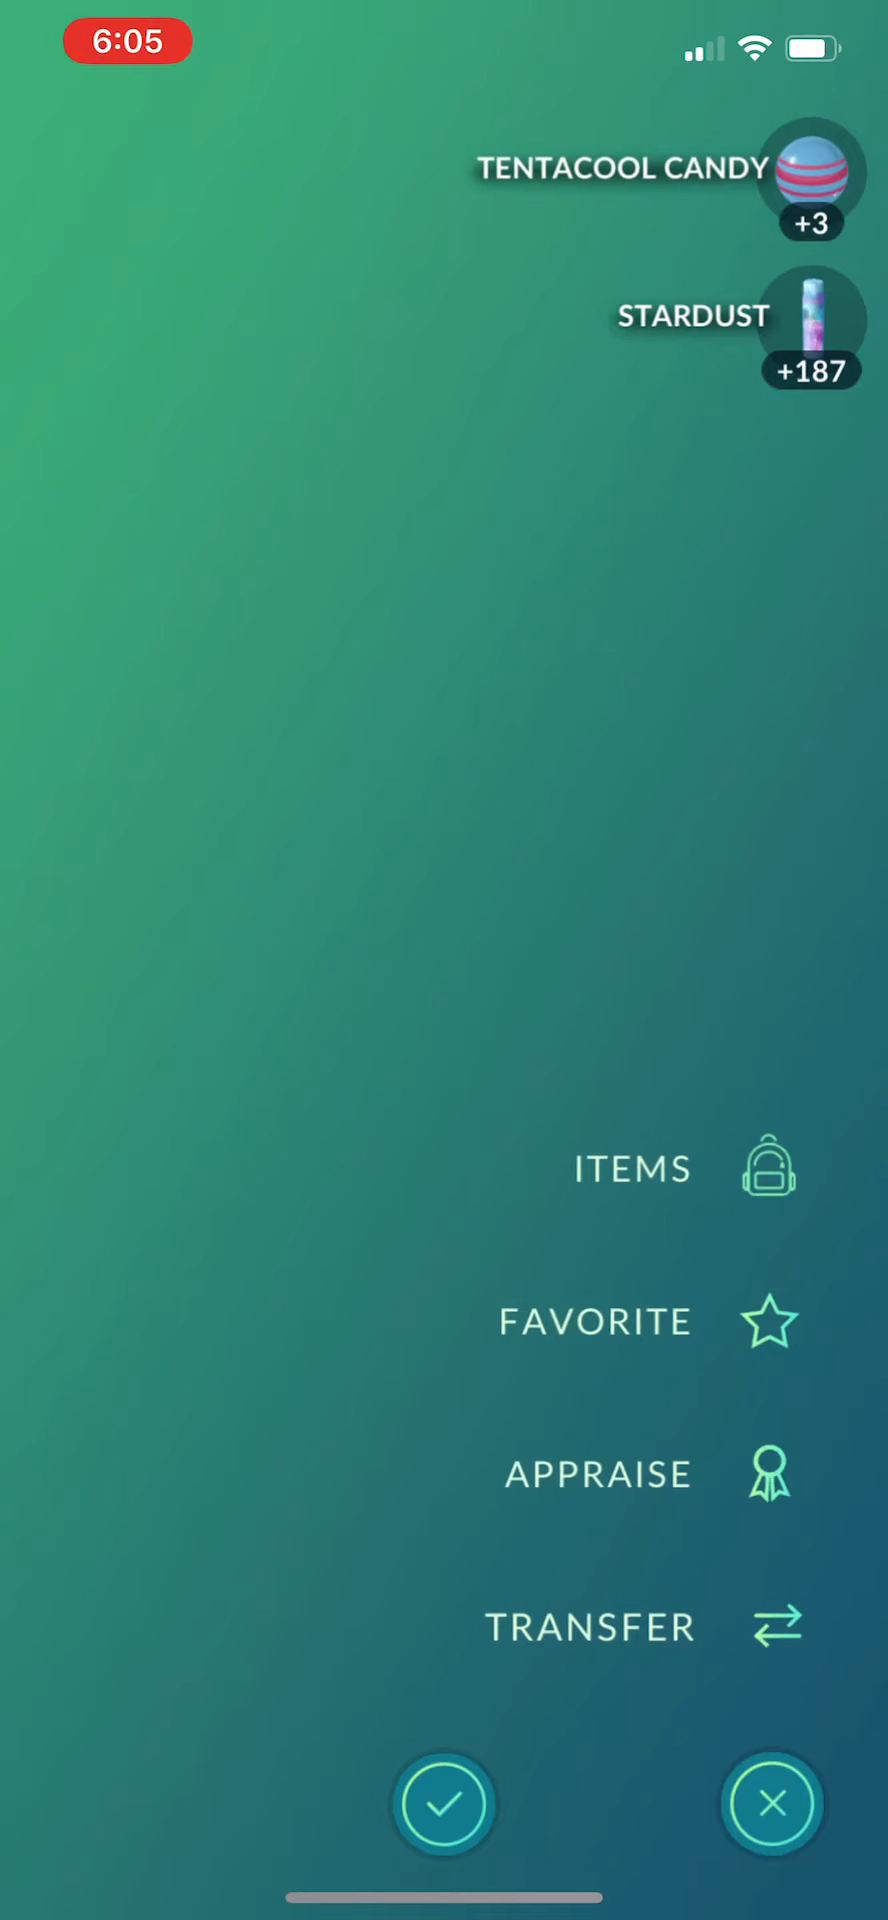 6:05
TENTACOOL CANDY
+3
STARDUST
+187
ITEMS
FAVORITE
APPRAISE
TRANSFER